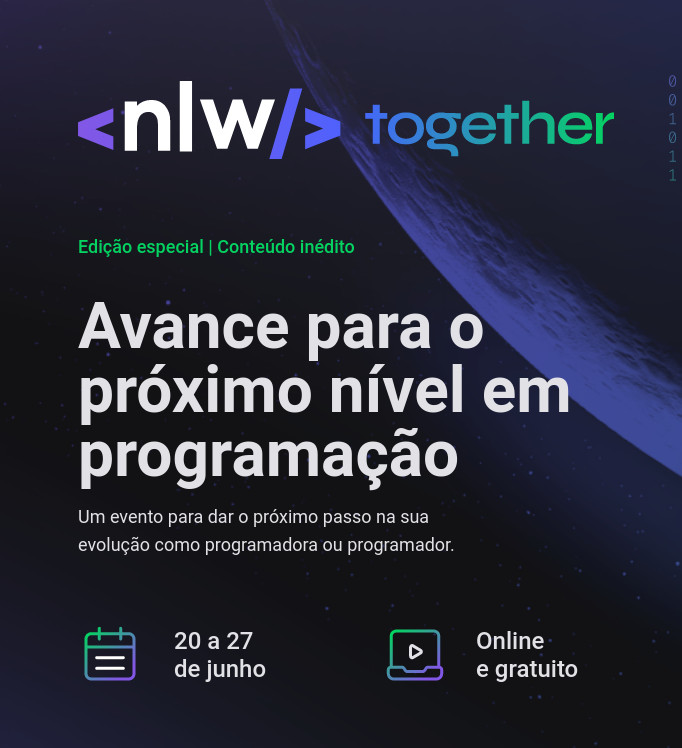 <nlw/> together
Edição especial | Conteúdo inédito
Avance para o
próximo nível em
programação
Um evento para dar o próximo passo na sua
evolução como programadora ou programador.
20 a 27
de junho
Online
e gratuito
0
0
1
0
1
1